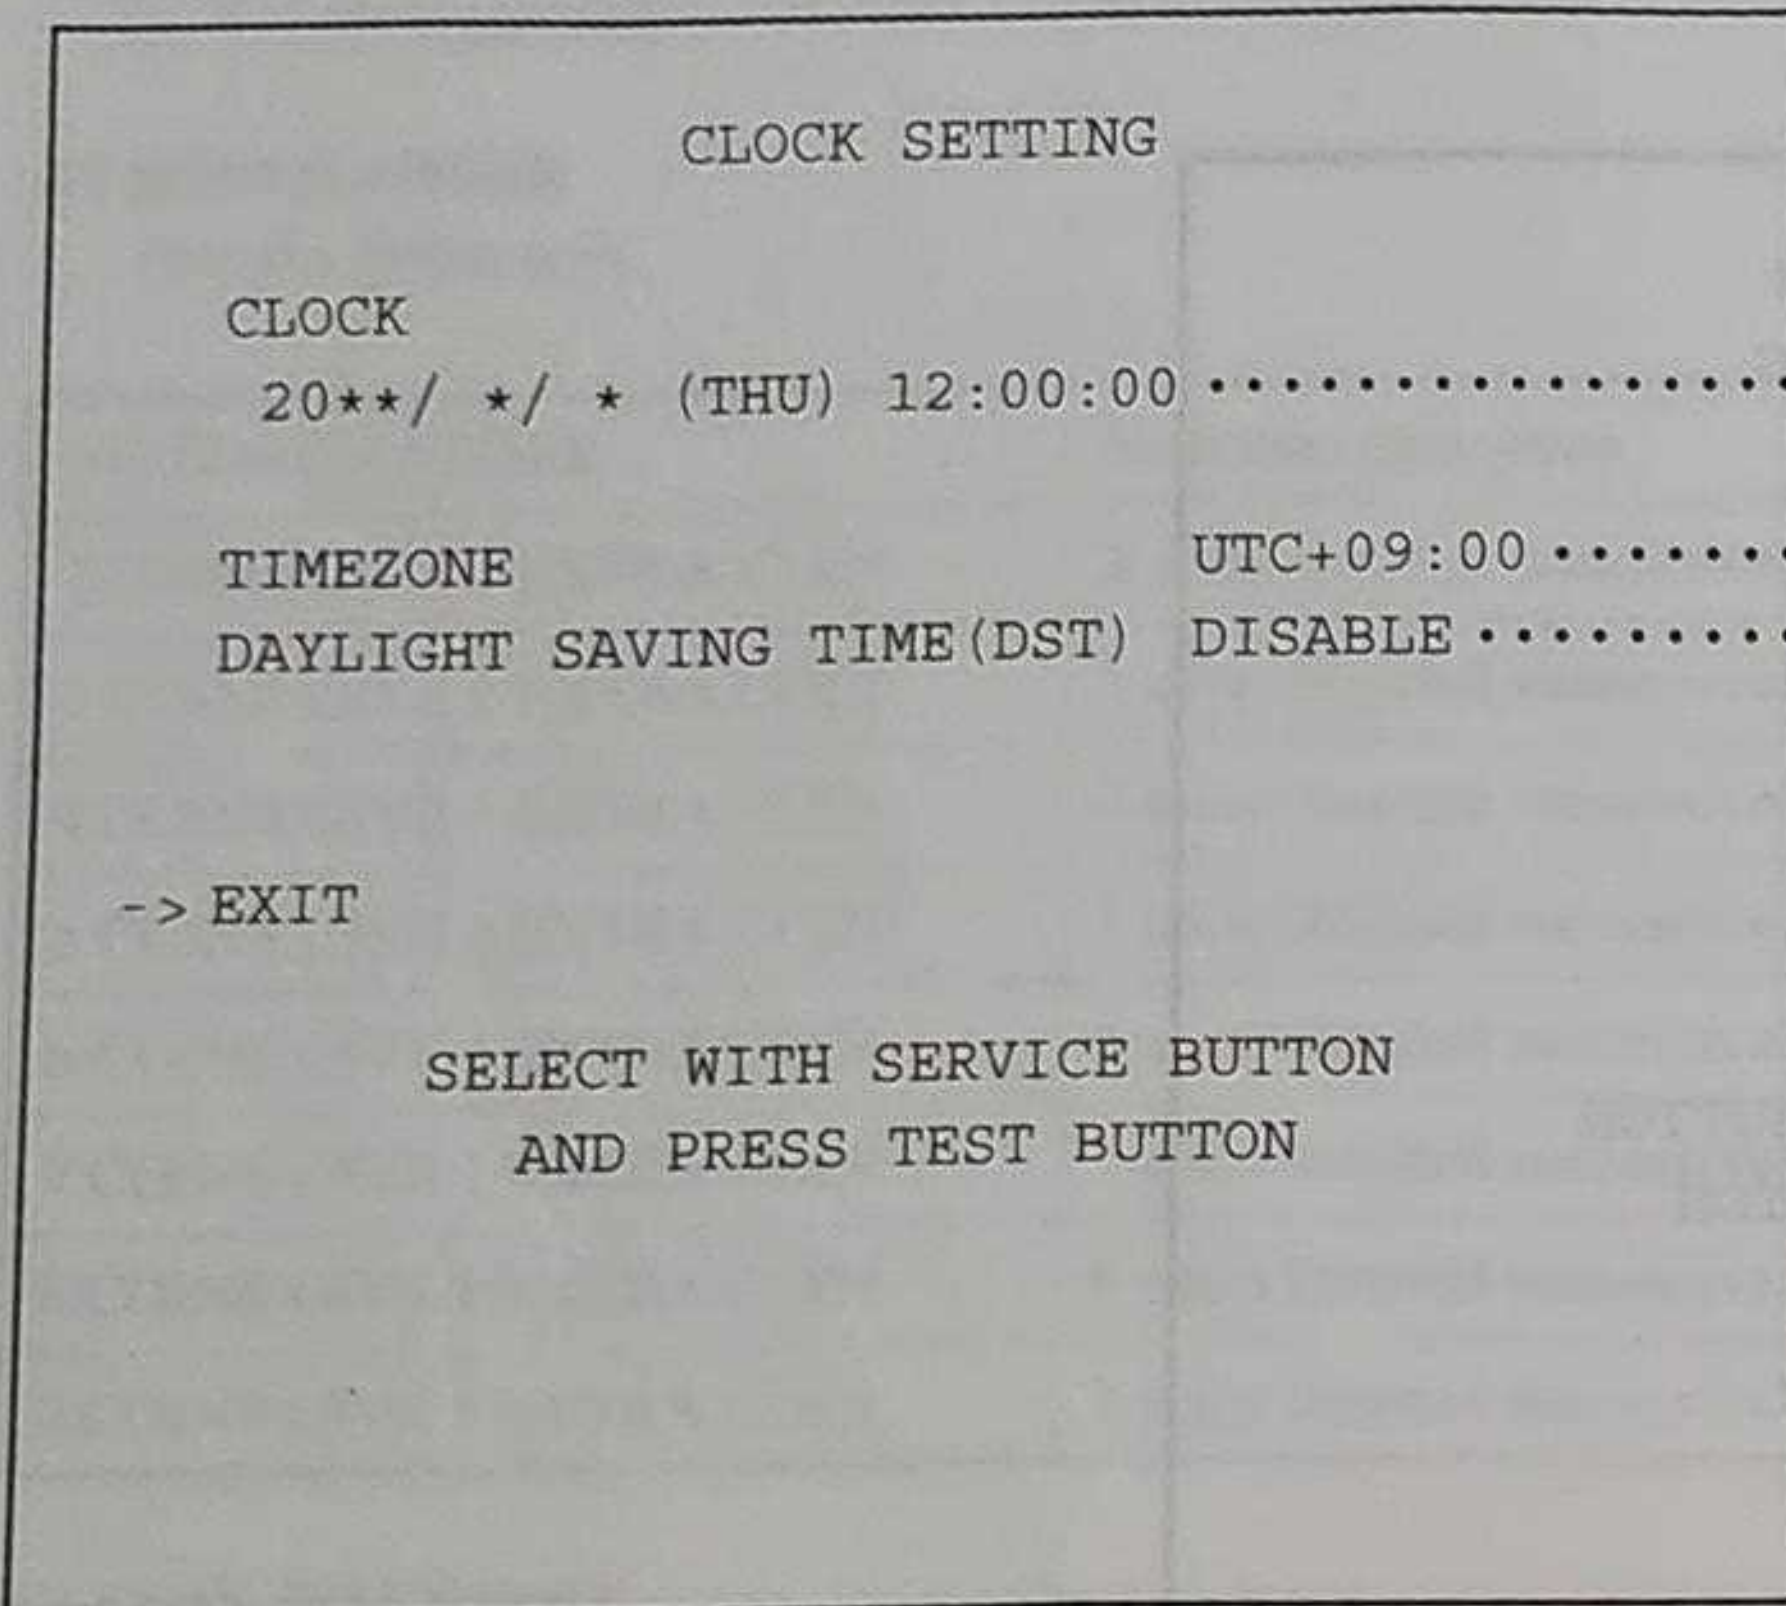 CLOCK SETTING
CLOCK
20**/ */ * (THU) 12:00:00 ················
TIMEZONE UTC+09:00 ·······
DAYLIGHT SAVING TIME(DST) DISABLE ·········
-> EXIT
SELECT WITH SERVICE BUTTON
AND PRESS TEST BUTTON